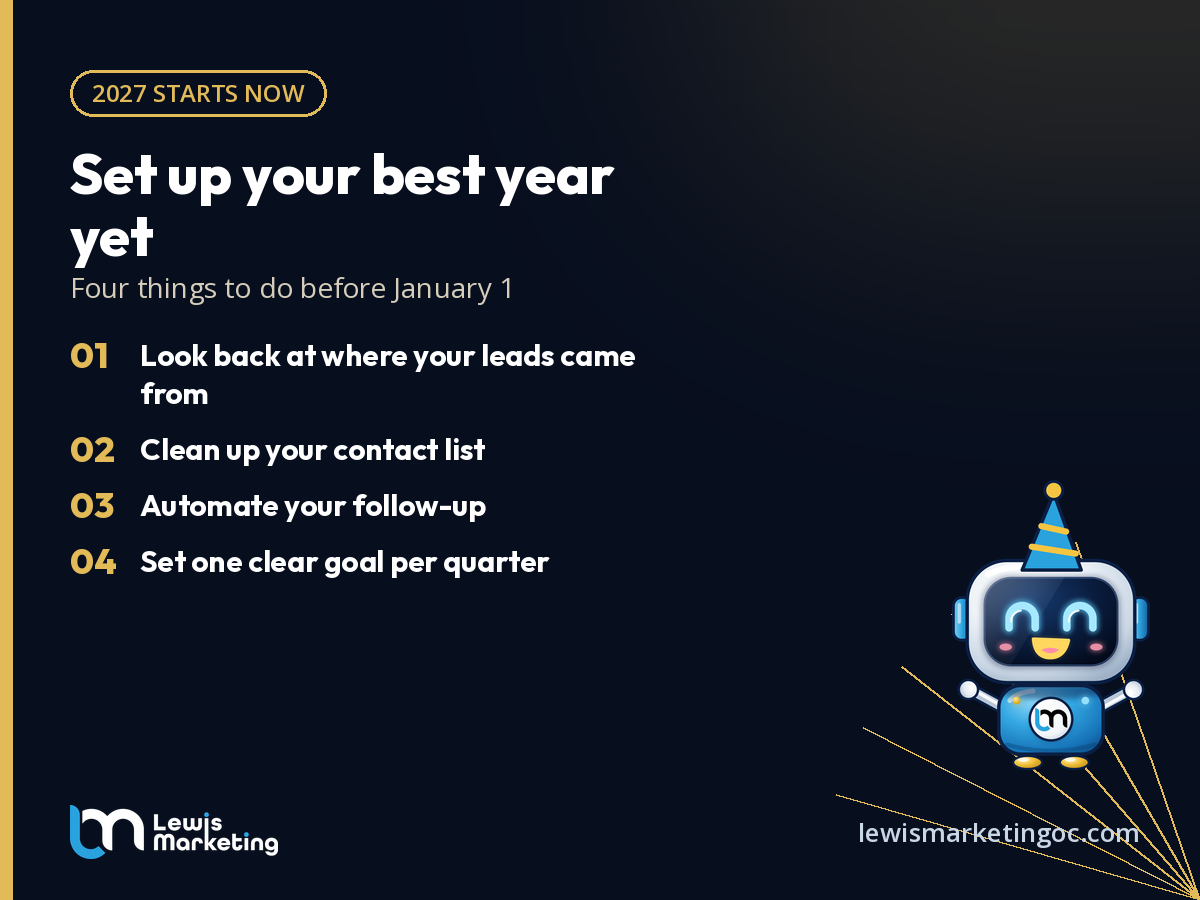 2027 STARTS NOW
Set up your best year
yet
Four things to do before January 1
01 Look back at where your leads came
from
02 Clean up your contact list
03 Automate your follow-up
04 Set one clear goal per quarter
lm
lm Lewis
Marketing
lewismarketingoc.com